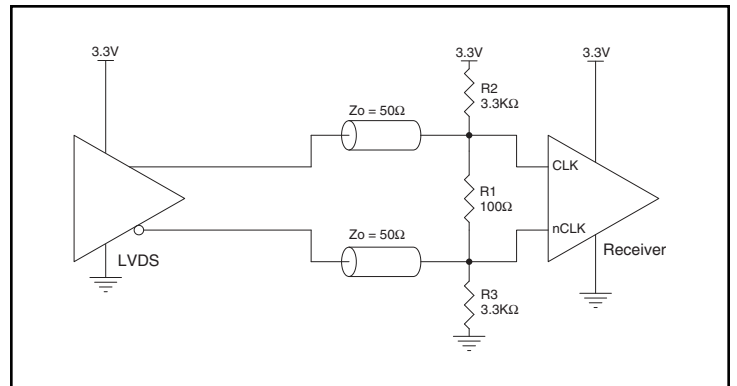 3.3V
3.3V
3.3V
R2
3.3KΩ
Zo = 50Ω
CLK
R1
100Ω
nCLK
Zo = 50Ω
Receiver
LVDS
R3
3.3KΩ